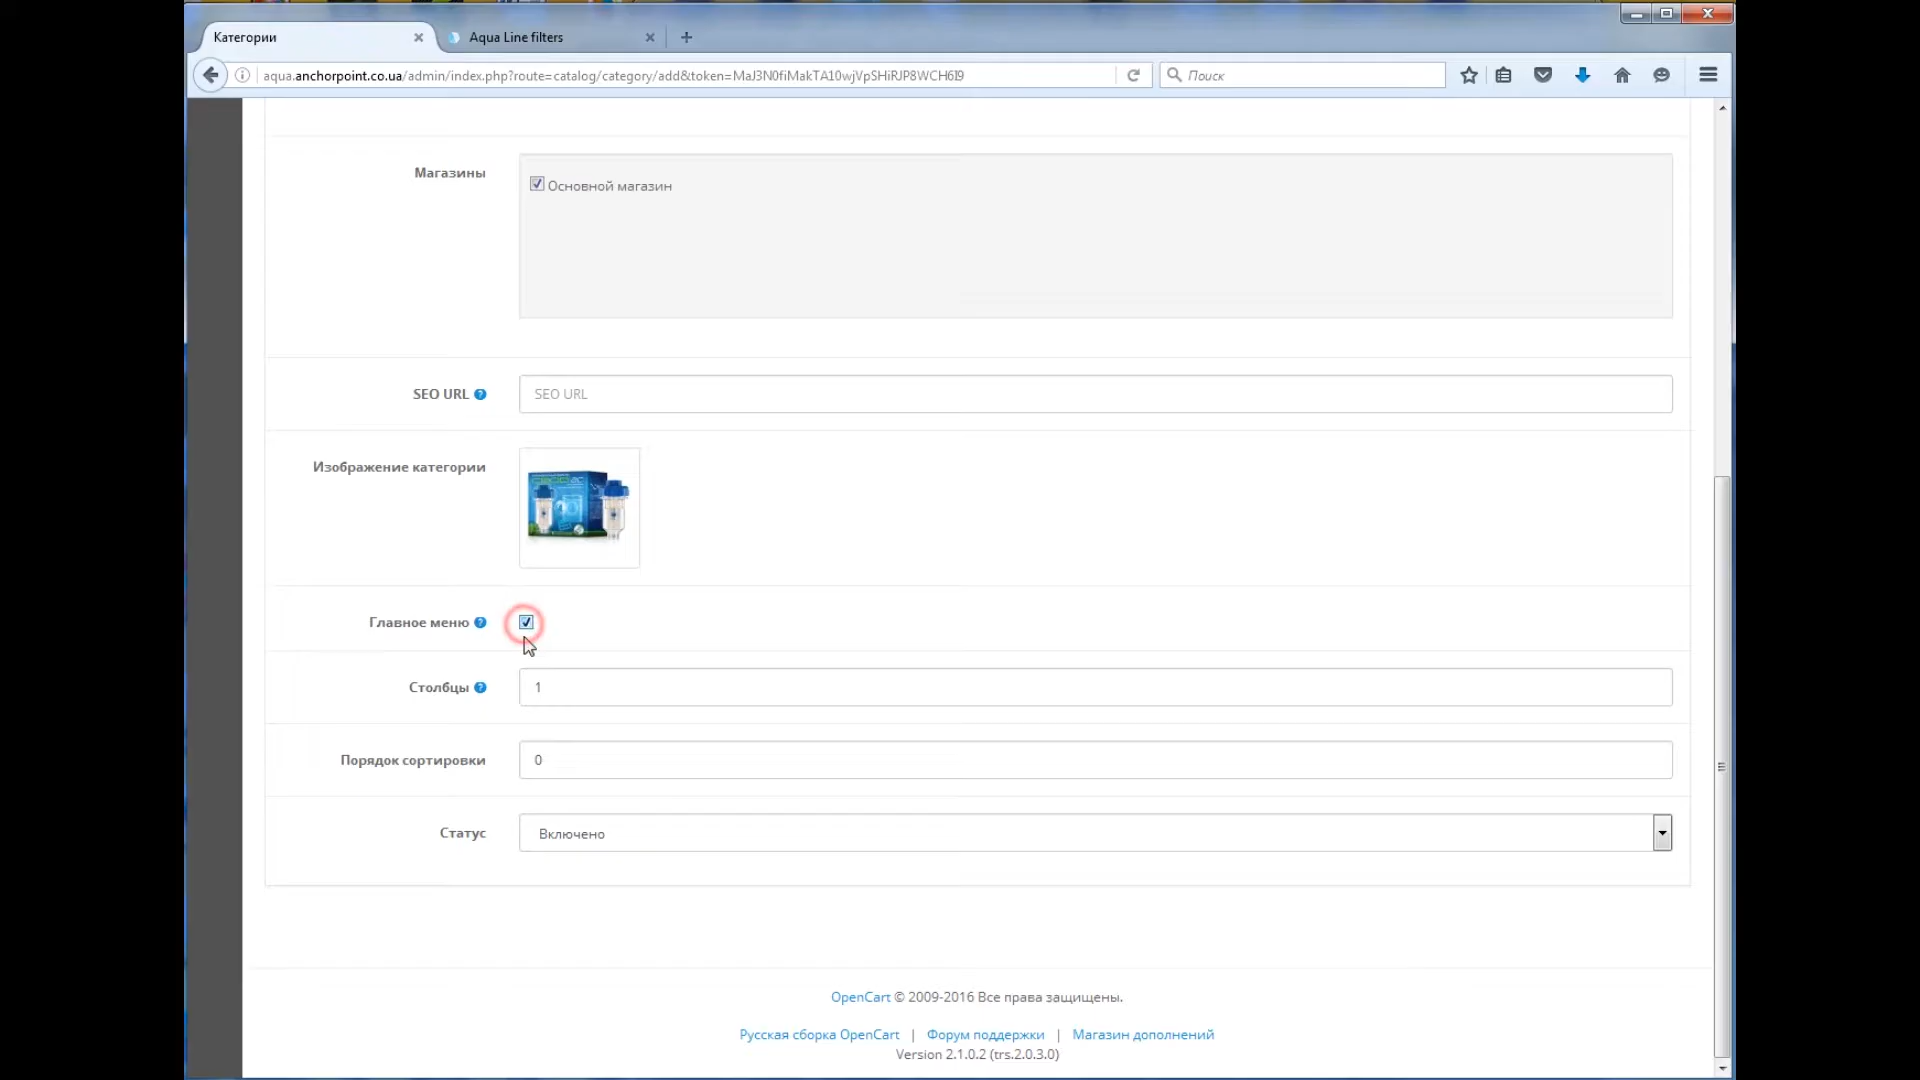 Категории
Aqua Line filters
aqua.anchorpoint.co.ua/admin/index.php?route=catalog/category/add&token=MaJ3N0fiMakTA10wjVpSHiRJP8WCH6I9
Поиск
Магазины
Основной магазин
SEO URL
SEO URL
Изображение категории
Главное меню
Столбцы
1
Порядок сортировки
0
Статус
Включено
OpenCart © 2009-2016 Все права защищены.
Русская сборка OpenCart | Форум поддержки | Магазин дополнений
Version 2.1.0.2 (trs.2.0.3.0)